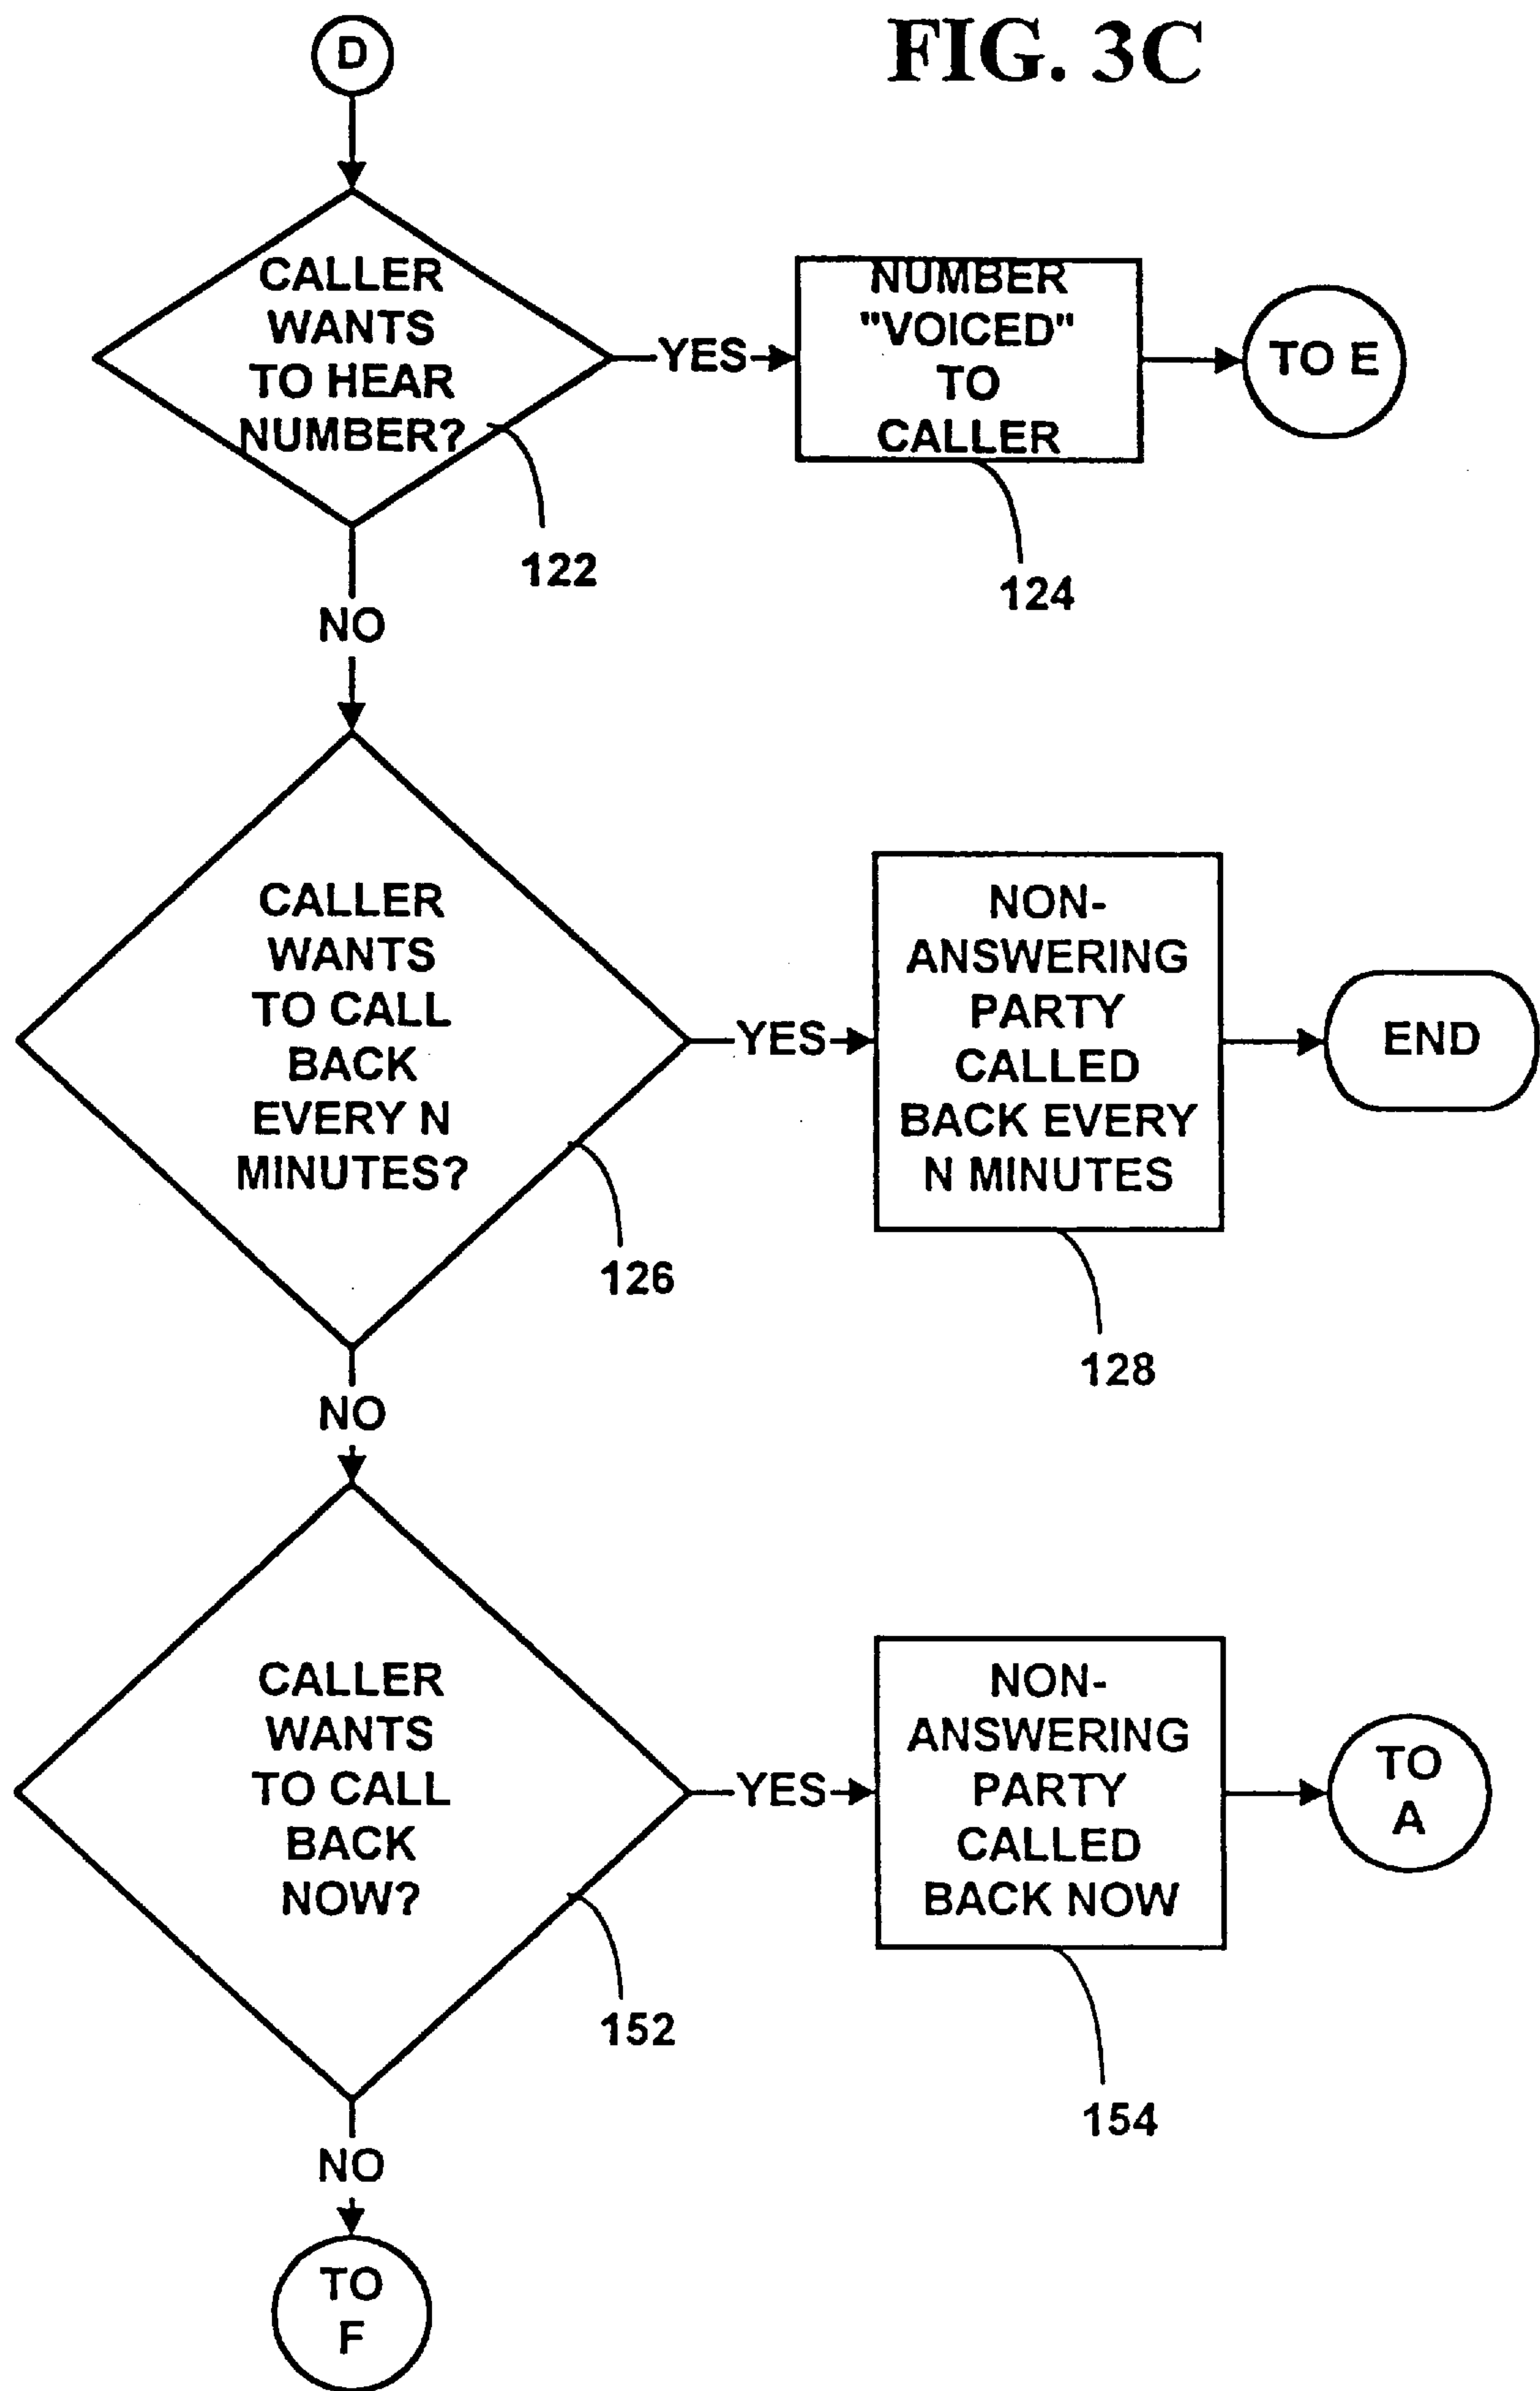 FIG. 3C
D
CALLER
WANTS
TO HEAR
NUMBER?
YES
NUMBER
"VOICED"
TO
CALLER
TO E
122
124
NO
CALLER
WANTS
TO CALL
BACK
EVERY N
MINUTES?
YES
NON-
ANSWERING
PARTY
CALLED
BACK EVERY
N MINUTES
END
126
128
NO
CALLER
WANTS
TO CALL
BACK
NOW?
YES
NON-
ANSWERING
PARTY
CALLED
BACK NOW
TO
A
152
154
NO
TO
F